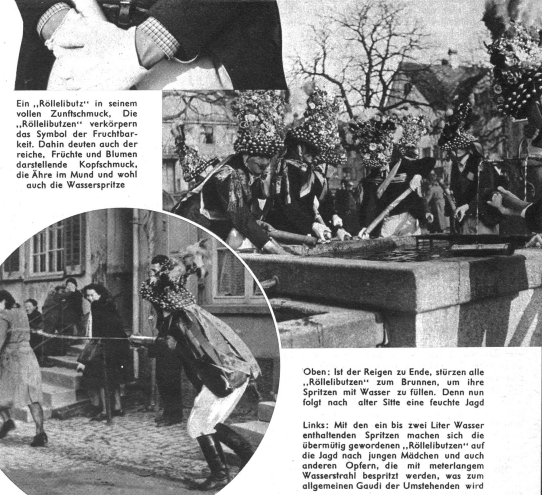 Ein „Röllelibutz" in seinem
vollen Zunftschmuck, Die
„Röllelibutzen" verkörpern
das Symbol der Fruchtbar-
keit. Dahin deuten auch der
reiche, Früchte und Blumen
darstellende Kopfschmuck,
die Ähre im Mund und wohl
auch die Wasserspritze
Oben: Ist der Reigen zu Ende, stürzen alle
„Röllelibutzen" zum Brunnen, um ihre
Spritzen mit Wasser zu füllen. Denn nun
folgt nach alter Sitte eine feuchte Jagd
Links: Mit den ein bis zwei Liter Wasser
enthaltenden Spritzen machen sich die
übermütig gewordenen „Röllelibutzen" auf
die Jagd nach jungen Mädchen und auch
anderen Opfern, die mit meterlangem
Wasserstrahl bespritzt werden, was zum
allgemeinen Gaudi der Umstehenden wird